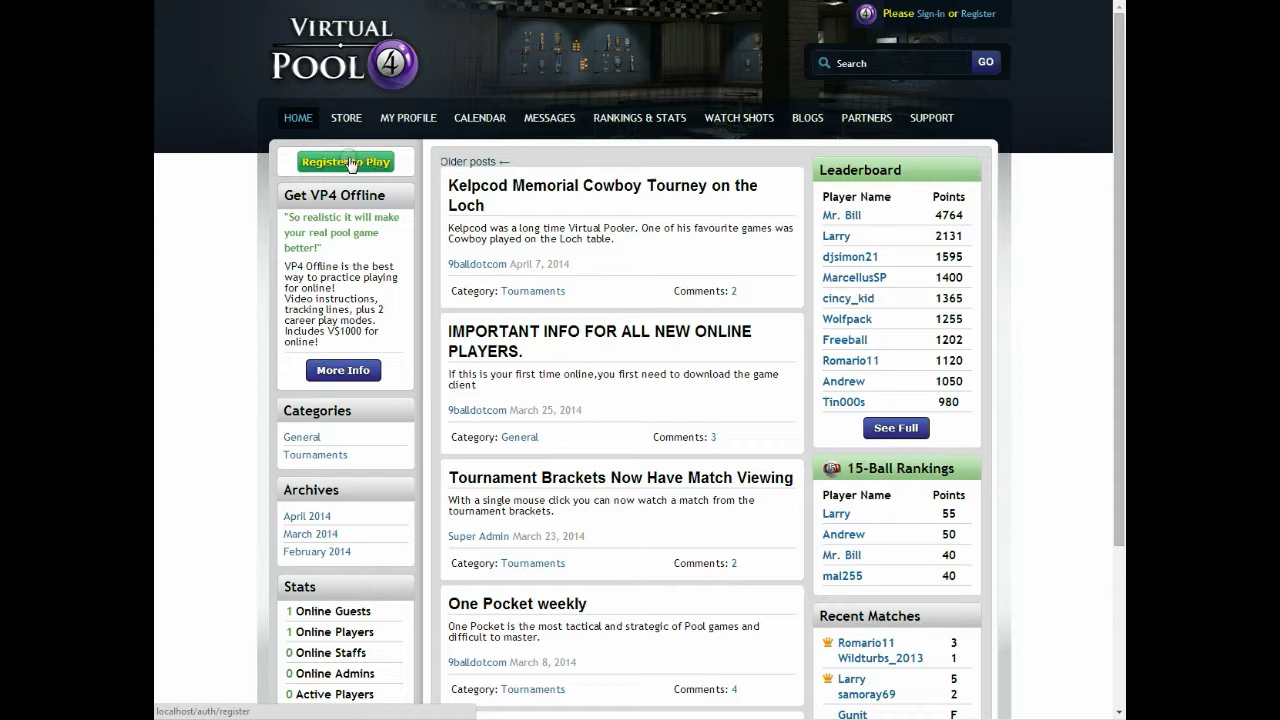 VIRTUAL
POOL 4
Please Sign-In or Register
Search
GO
HOME
STORE
MY PROFILE
CALENDAR
MESSAGES
RANKINGS & STATS
WATCH SHOTS
BLOGS
PARTNERS
SUPPORT
Register to Play
Get VP4 Offline
"So realistic it will make
your real pool game
better!"
VP4 Offline is the best
way to practice playing
for online!
Video instructions,
tracking lines, plus 2
career play modes.
Includes V$1000 for
online!
More Info
Categories
General
Tournaments
Archives
April 2014
March 2014
February 2014
Stats
1 Online Guests
1 Online Players
0 Online Staffs
0 Online Admins
0 Active Players
Older posts ←
Kelpcod Memorial Cowboy Tourney on the
Loch
Kelpcod was a long time Virtual Pooler. One of his favourite games was
Cowboy played on the Loch table.
9balldotcom April 7, 2014
Category: Tournaments Comments: 2
IMPORTANT INFO FOR ALL NEW ONLINE
PLAYERS.
If this is your first time online,you first need to download the game
client
9balldotcom March 25, 2014
Category: General Comments: 3
Tournament Brackets Now Have Match Viewing
With a single mouse click you can now watch a match from the
tournament brackets.
Super Admin March 23, 2014
Category: Tournaments Comments: 2
One Pocket weekly
One Pocket is the most tactical and strategic of Pool games and
difficult to master.
9balldotcom March 8, 2014
Category: Tournaments Comments: 4
Leaderboard
Player Name Points
Mr. Bill 4764
Larry 2131
djsimon21 1595
MarcellusSP 1400
cincy_kid 1365
Wolfpack 1255
Freeball 1202
Romario11 1120
Andrew 1050
Tin000s 980
See Full
15-Ball Rankings
Player Name Points
Larry 55
Andrew 50
Mr. Bill 40
mal255 40
Recent Matches
Romario11 3
Wildturbs_2013 1
Larry 5
samoray69 2
Gunit F
localhost/auth/register